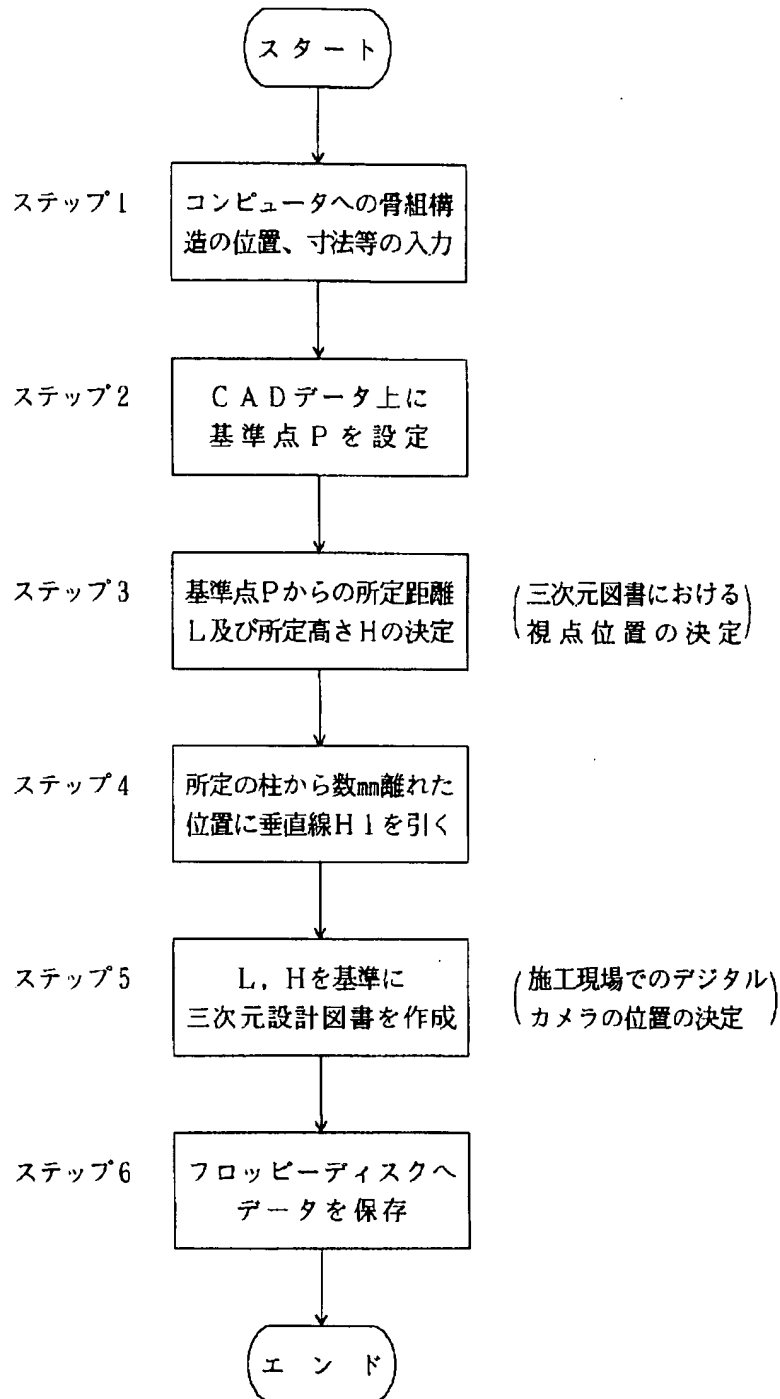 スタート
ステップ1
コンピュータへの骨組構
造の位置、寸法等の入力
ステップ2
CADデータ上に
基準点Pを設定
ステップ3
基準点Pからの所定距離
L及び所定高さHの決定
(三次元図書における
視点位置の決定)
ステップ4
所定の柱から数㎜離れた
位置に垂直線H1を引く
ステップ5
L,Hを基準に
三次元設計図書を作成
(施工現場でのデジタル
カメラの位置の決定)
ステップ6
フロッピーディスクへ
データを保存
エンド